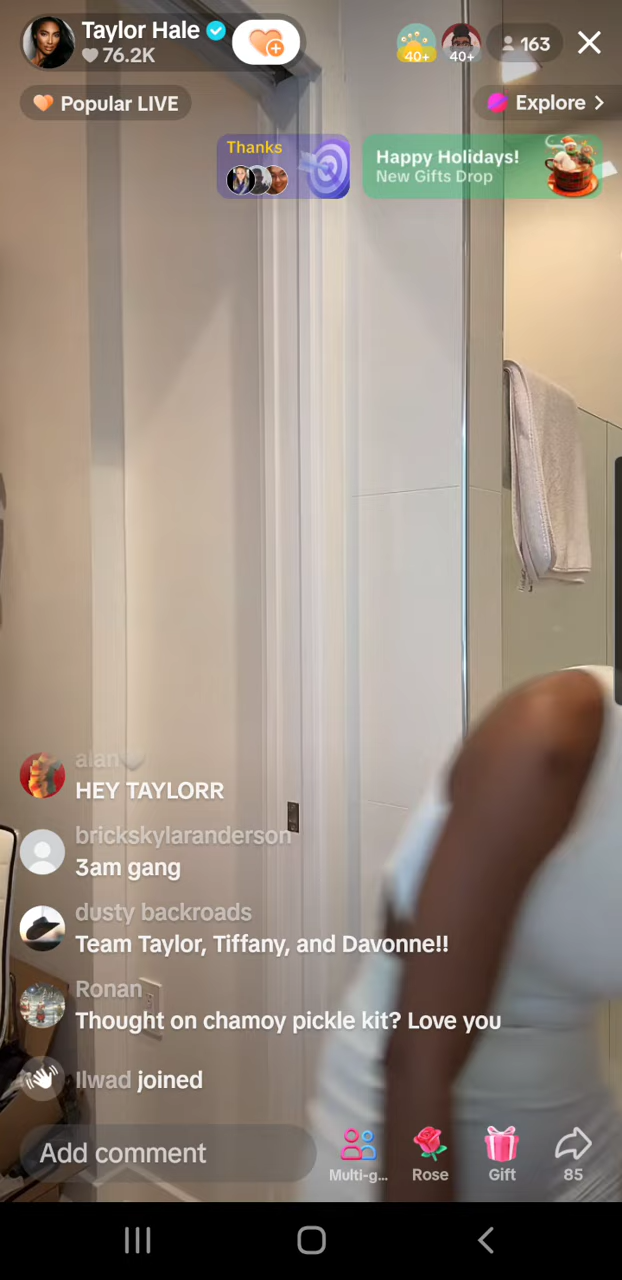 Taylor Hale
76.2K
40+
40+
163
Popular LIVE
Explore
Thanks
Happy Holidays!
New Gifts Drop
alan
HEY TAYLORR
brickskylaranderson
3am gang
dusty backroads
Team Taylor, Tiffany, and Davonne!!
Ronan
Thought on chamoy pickle kit? Love you
Ilwad joined
Add comment
Multi-g...
Rose
Gift
85